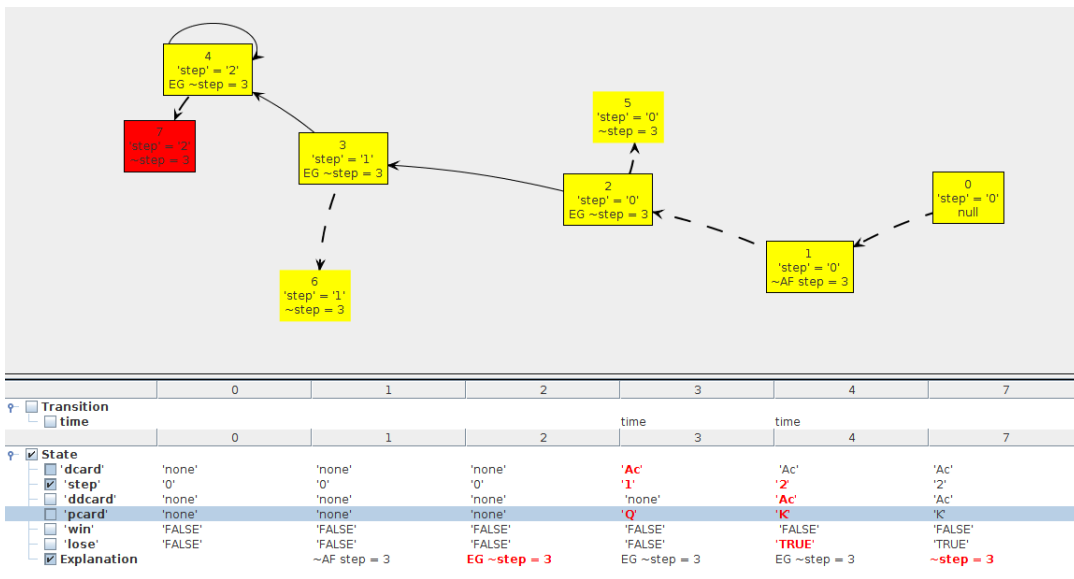 4
'step' = '2'
EG ~step = 3
7
'step' = '2'
~step = 3
3
'step' = '1'
EG ~step = 3
5
'step' = '0'
~step = 3
2
'step' = '0'
EG ~step = 3
0
'step' = '0'
null
1
'step' = '0'
~AF step = 3
6
'step' = '1'
~step = 3
0 1 2 3 4 7
Transition
time time time
0 1 2 3 4 7
State
'dcard' 'none' 'none' 'none' 'Ac' 'Ac' 'Ac'
'step' '0' '0' '0' '1' '2' '2'
'ddcard' 'none' 'none' 'none' 'none' 'Ac' 'Ac'
'pcard' 'none' 'none' 'none' 'Q' 'K' 'K'
'win' 'FALSE' 'FALSE' 'FALSE' 'FALSE' 'FALSE' 'FALSE'
'lose' 'FALSE' 'FALSE' 'FALSE' 'FALSE' 'TRUE' 'TRUE'
Explanation ~AF step = 3 EG ~step = 3 EG ~step = 3 EG ~step = 3 ~step = 3